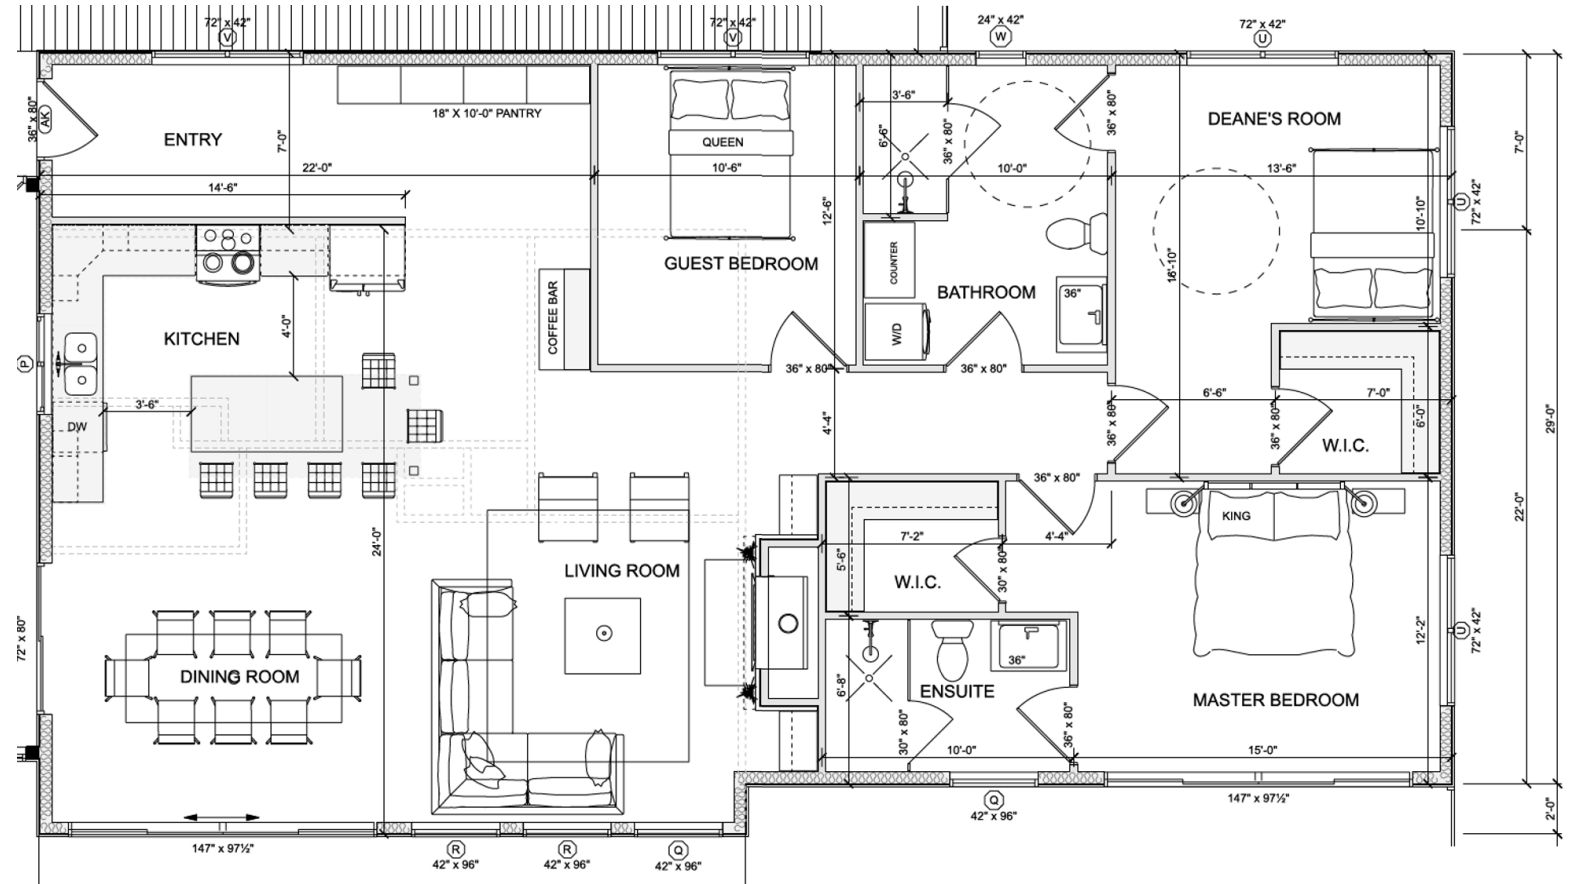 72" x 42"
V
72" x 42"
V
24" x 42"
W
72" x 42"
U
36" x 80"
AK
ENTRY
7'-0"
18" X 10'-0" PANTRY
22'-0"
14'-6"
QUEEN
10'-6"
12'-6"
GUEST BEDROOM
3'-6"
6'-6"
36" x 80"
10'-0"
36" x 80"
DEANE'S ROOM
13'-6"
10'-10"
7'-0"
U
72" x 42"
16'-10"
COUNTER
BATHROOM
36"
W/D
COFFEE BAR
KITCHEN
4'-0"
P
3'-6"
DW
36" x 80"
36" x 80"
4'-4"
36" x 80"
6'-6"
36" x 80"
7'-0"
6'-0"
W.I.C.
29'-0"
36" x 80"
KING
22'-0"
24'-0"
LIVING ROOM
7'-2"
4'-4"
5'-6"
W.I.C.
30" x 80"
72" x 80"
DINING ROOM
12'-2"
U
72" x 42"
36"
ENSUITE
6'-8"
MASTER BEDROOM
30" x 80"
36" x 80"
10'-0"
15'-0"
147" x 97½"
R
42" x 96"
R
42" x 96"
Q
42" x 96"
Q
42" x 96"
147" x 97½"
2'-0"